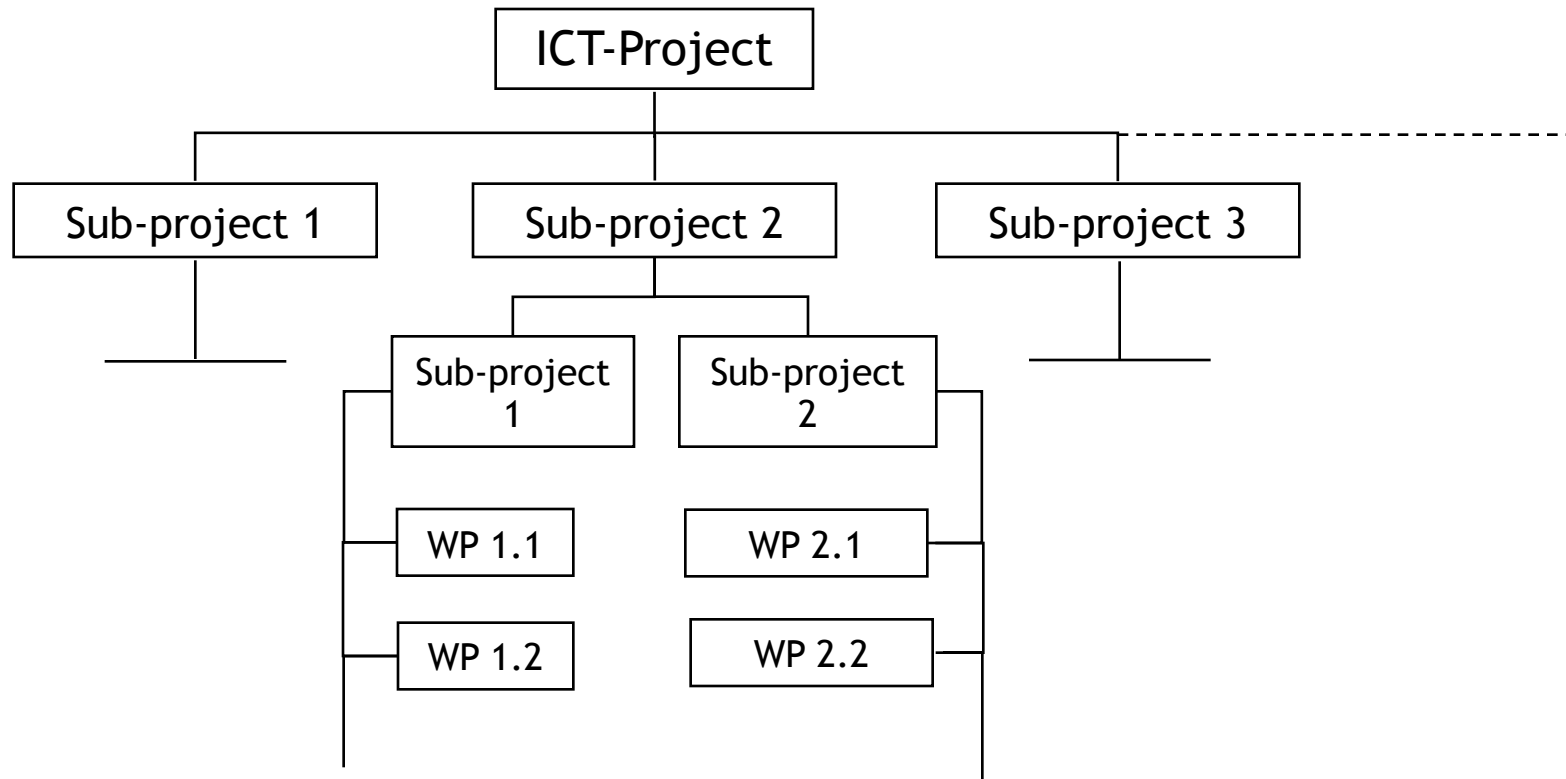 ICT-Project
Sub-project 1
Sub-project 2
Sub-project 3
Sub-project
1
Sub-project
2
WP 1.1
WP 2.1
WP 1.2
WP 2.2